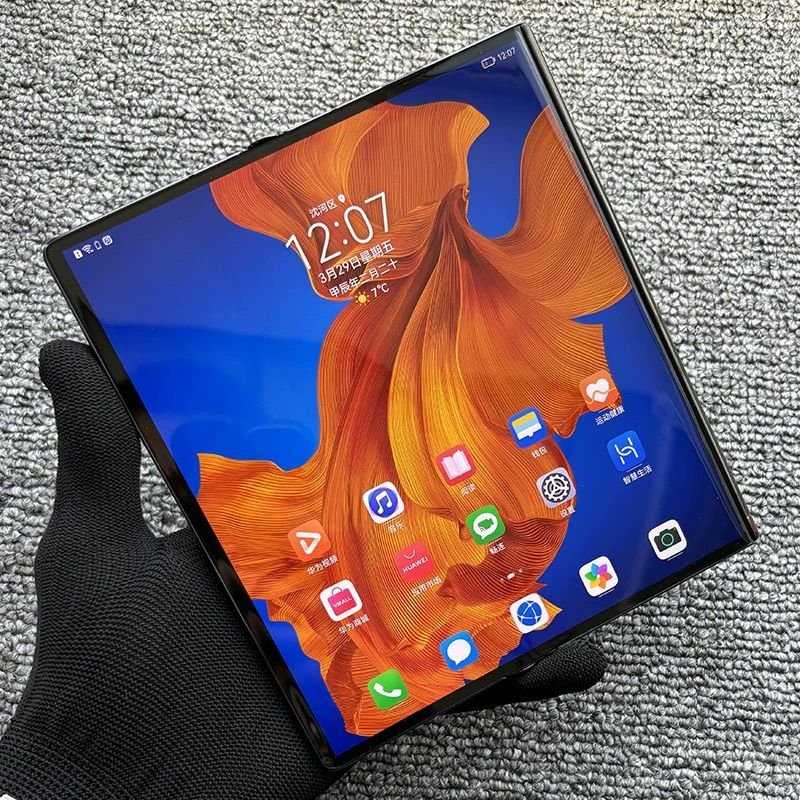 12:07
沈河区
12:07
3月29日星期五
甲辰年二月二十
7°C
运动健康
钱包
智慧生活
阅读
设置
音乐
畅连
华为视频
HUAWEI
应用市场
VMALL
华为商城